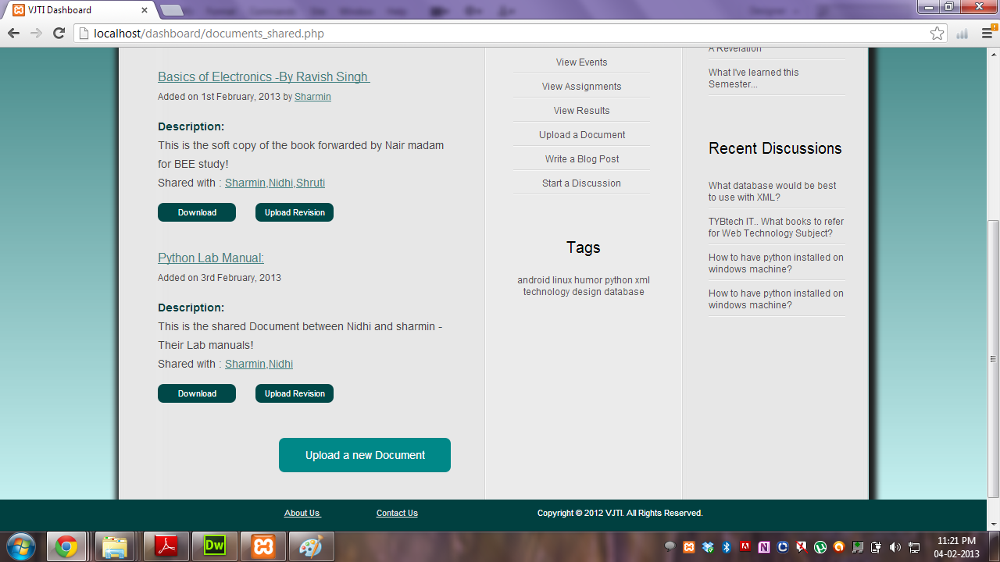 VJTI Dashboard
localhost/dashboard/documents_shared.php
Basics of Electronics -By Ravish Singh
Added on 1st February, 2013 by Sharmin
Description:
This is the soft copy of the book forwarded by Nair madam
for BEE study!
Shared with : Sharmin,Nidhi,Shruti
Download
Upload Revision
Python Lab Manual:
Added on 3rd February, 2013
Description:
This is the shared Document between Nidhi and sharmin -
Their Lab manuals!
Shared with : Sharmin,Nidhi
Download
Upload Revision
Upload a new Document
View Events
View Assignments
View Results
Upload a Document
Write a Blog Post
Start a Discussion
Tags
android linux humor python xml
technology design database
A Revelation
What I've learned this
Semester...
Recent Discussions
What database would be best
to use with XML?
TYBtech IT.. What books to refer
for Web Technology Subject?
How to have python installed on
windows machine?
How to have python installed on
windows machine?
About Us
Contact Us
Copyright © 2012 VJTI. All Rights Reserved.
Dw
11:21 PM
04-02-2013